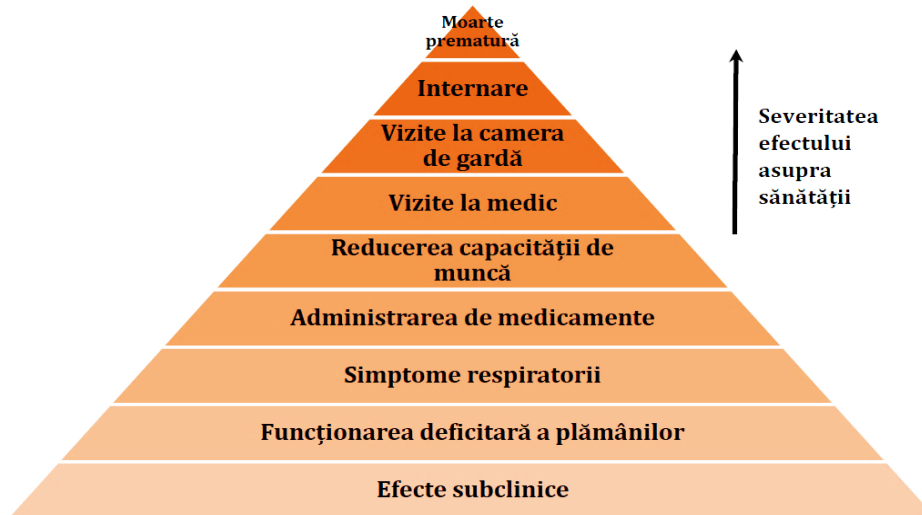 Moarte
prematură
Internare
Vizite la camera
de gardă
Vizite la medic
Reducerea capacității de
muncă
Administrarea de medicamente
Simptome respiratorii
Funcționarea deficitară a plămânilor
Efecte subclinice
Severitatea
efectului
asupra
sănătății